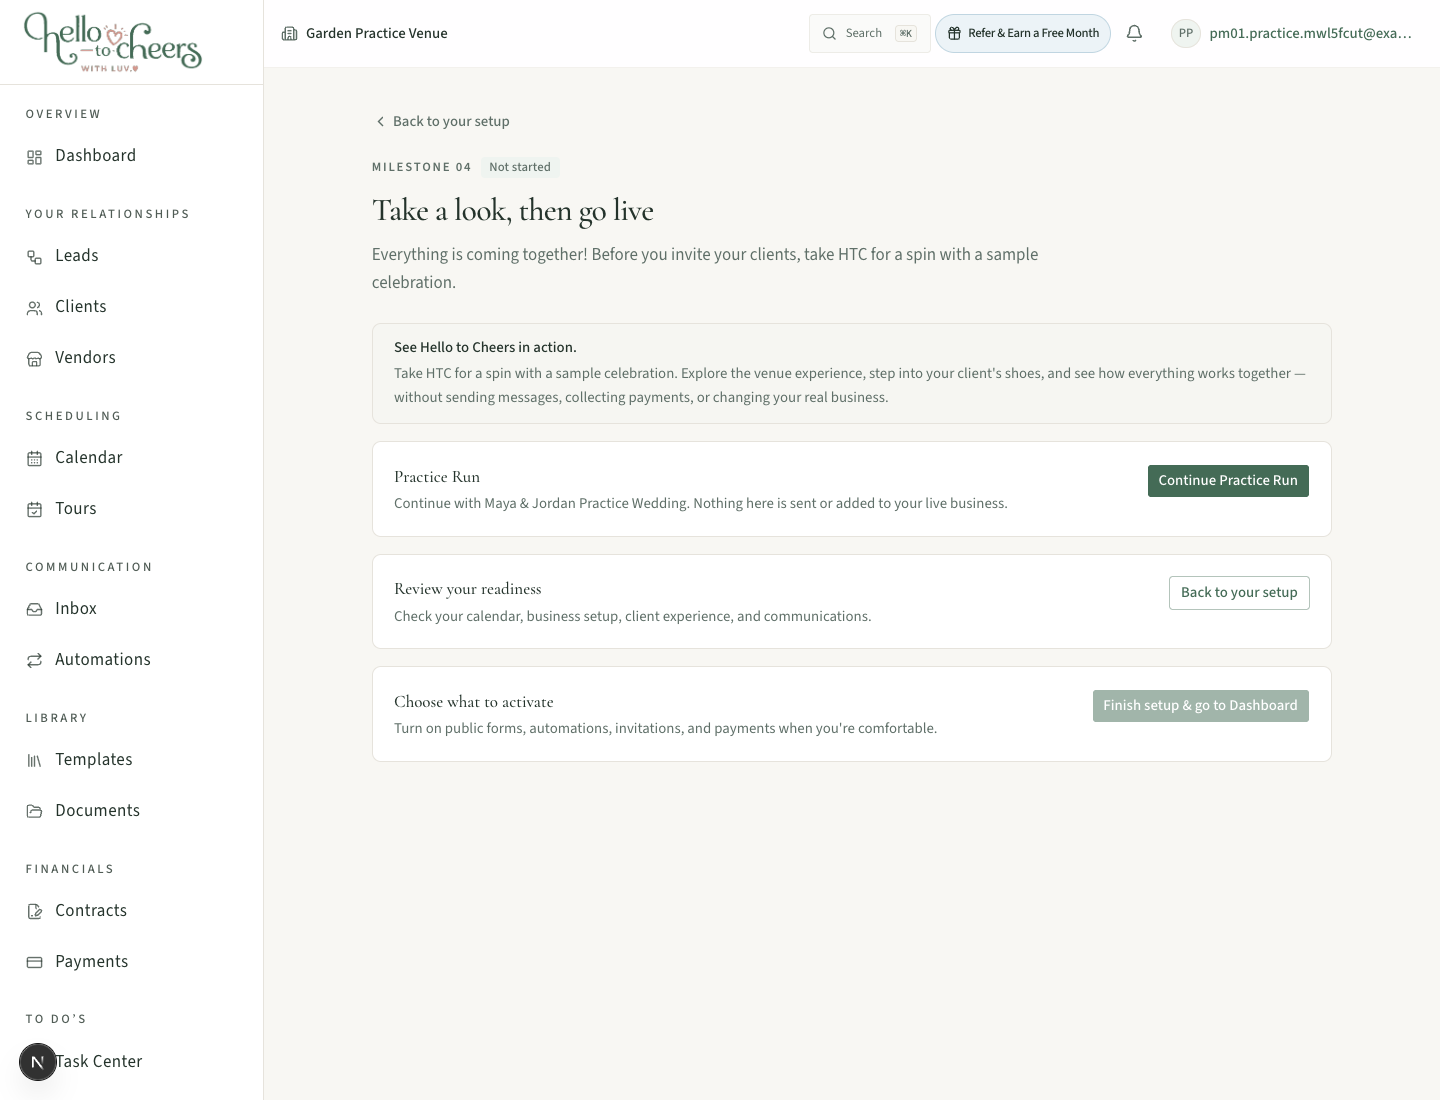 hello
to cheers
WITH LUV.
Garden Practice Venue
Search
⌘K
Refer & Earn a Free Month
PP
pm01.practice.mwl5fcut@exa...
OVERVIEW
Dashboard
YOUR RELATIONSHIPS
Leads
Clients
Vendors
SCHEDULING
Calendar
Tours
COMMUNICATION
Inbox
Automations
LIBRARY
Templates
Documents
FINANCIALS
Contracts
Payments
TO DO'S
N
Task Center
Back to your setup
MILESTONE 04
Not started
Take a look, then go live
Everything is coming together! Before you invite your clients, take HTC for a spin with a sample
celebration.
See Hello to Cheers in action.
Take HTC for a spin with a sample celebration. Explore the venue experience, step into your client's shoes, and see how everything works together —
without sending messages, collecting payments, or changing your real business.
Practice Run
Continue with Maya & Jordan Practice Wedding. Nothing here is sent or added to your live business.
Continue Practice Run
Review your readiness
Check your calendar, business setup, client experience, and communications.
Back to your setup
Choose what to activate
Turn on public forms, automations, invitations, and payments when you're comfortable.
Finish setup & go to Dashboard